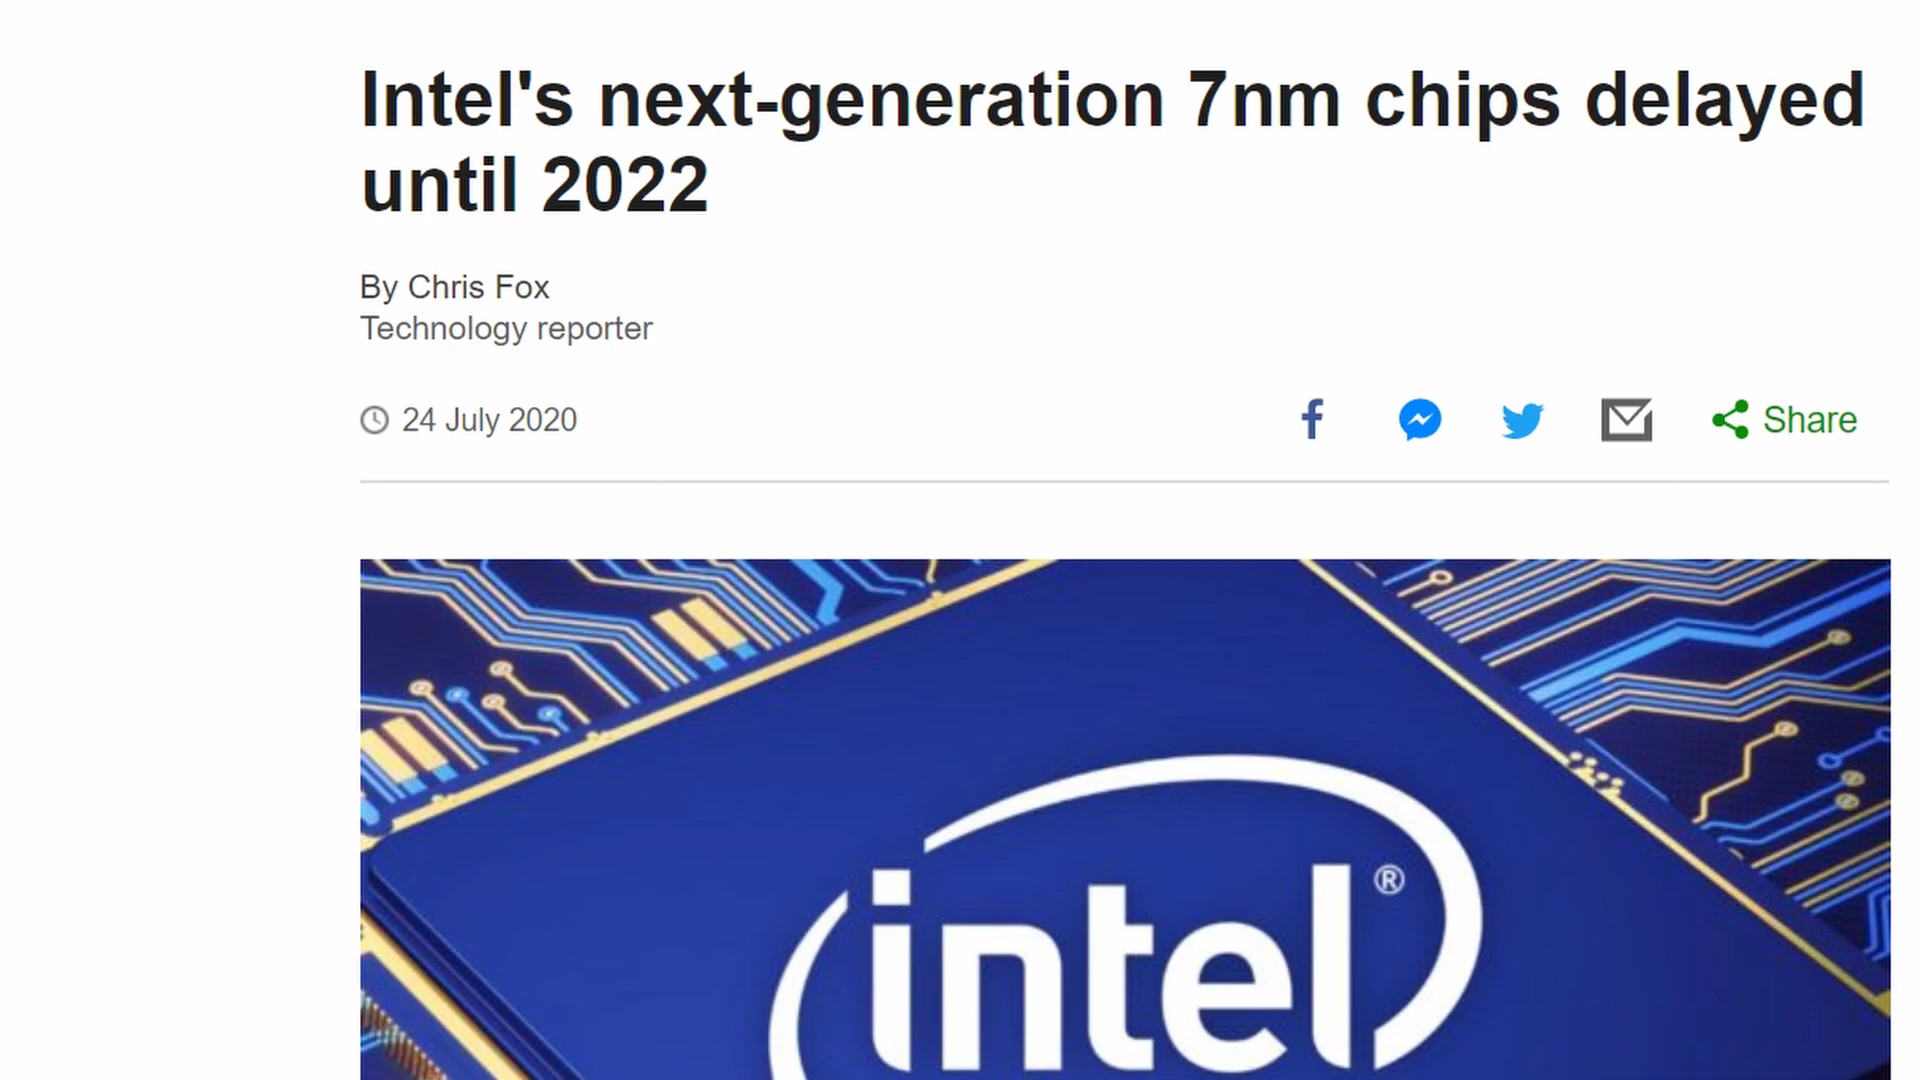 Intel's next-generation 7nm chips delayed
until 2022
By Chris Fox
Technology reporter
24 July 2020
Share
intel®